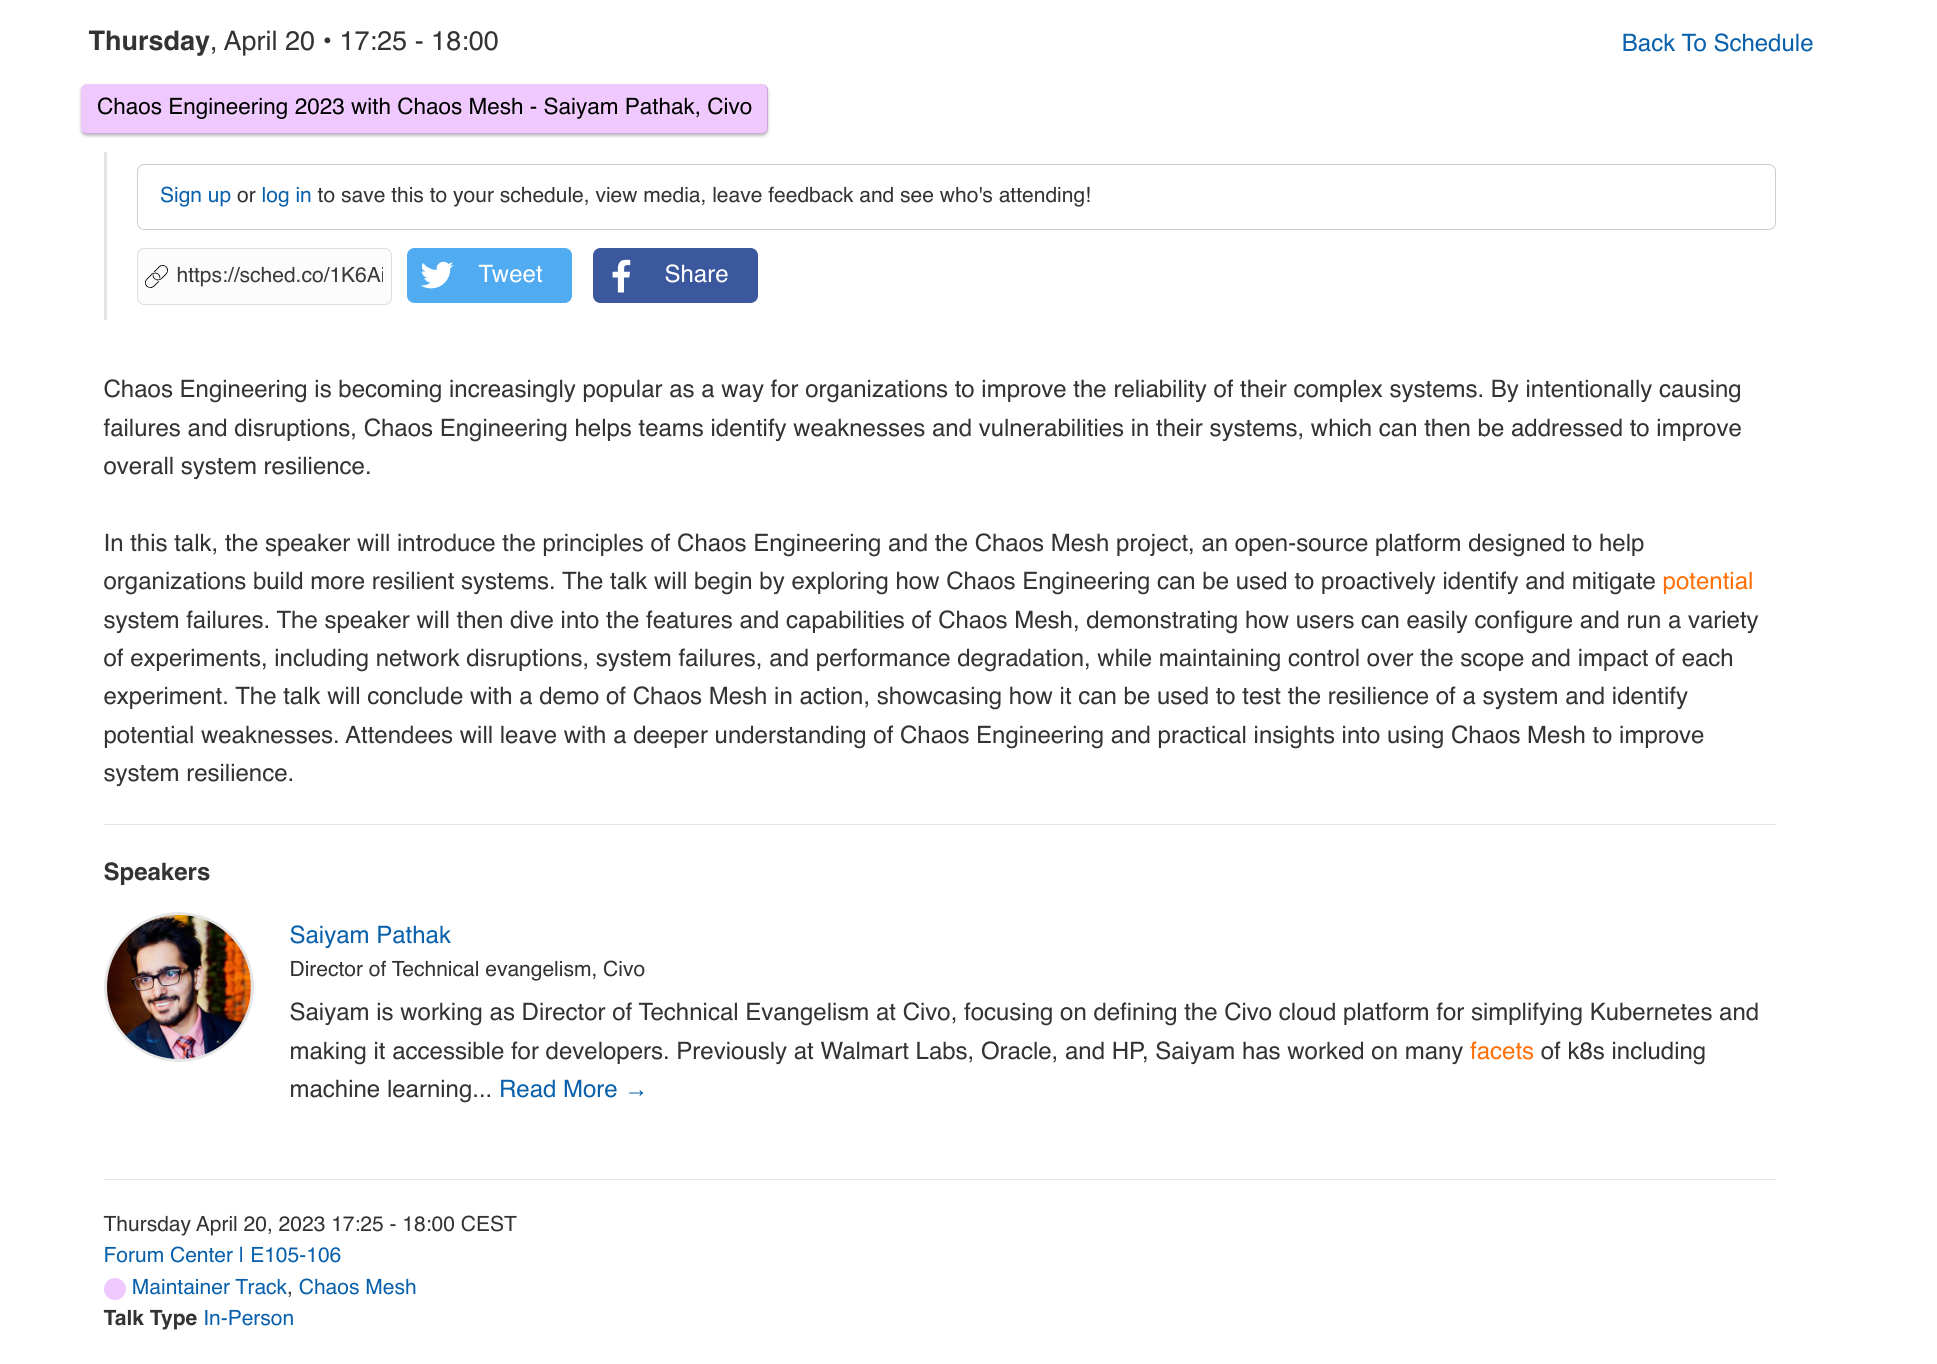 Thursday, April 20 • 17:25 - 18:00
Back To Schedule
Chaos Engineering 2023 with Chaos Mesh - Saiyam Pathak, Civo
Sign up or log in to save this to your schedule, view media, leave feedback and see who's attending!
https://sched.co/1K6Ai
Tweet
Share
Chaos Engineering is becoming increasingly popular as a way for organizations to improve the reliability of their complex systems. By intentionally causing
failures and disruptions, Chaos Engineering helps teams identify weaknesses and vulnerabilities in their systems, which can then be addressed to improve
overall system resilience.
In this talk, the speaker will introduce the principles of Chaos Engineering and the Chaos Mesh project, an open-source platform designed to help
organizations build more resilient systems. The talk will begin by exploring how Chaos Engineering can be used to proactively identify and mitigate potential
system failures. The speaker will then dive into the features and capabilities of Chaos Mesh, demonstrating how users can easily configure and run a variety
of experiments, including network disruptions, system failures, and performance degradation, while maintaining control over the scope and impact of each
experiment. The talk will conclude with a demo of Chaos Mesh in action, showcasing how it can be used to test the resilience of a system and identify
potential weaknesses. Attendees will leave with a deeper understanding of Chaos Engineering and practical insights into using Chaos Mesh to improve
system resilience.
Speakers
Saiyam Pathak
Director of Technical evangelism, Civo
Saiyam is working as Director of Technical Evangelism at Civo, focusing on defining the Civo cloud platform for simplifying Kubernetes and
making it accessible for developers. Previously at Walmart Labs, Oracle, and HP, Saiyam has worked on many facets of k8s including
machine learning... Read More →
Thursday April 20, 2023 17:25 - 18:00 CEST
Forum Center | E105-106
Maintainer Track, Chaos Mesh
Talk Type In-Person